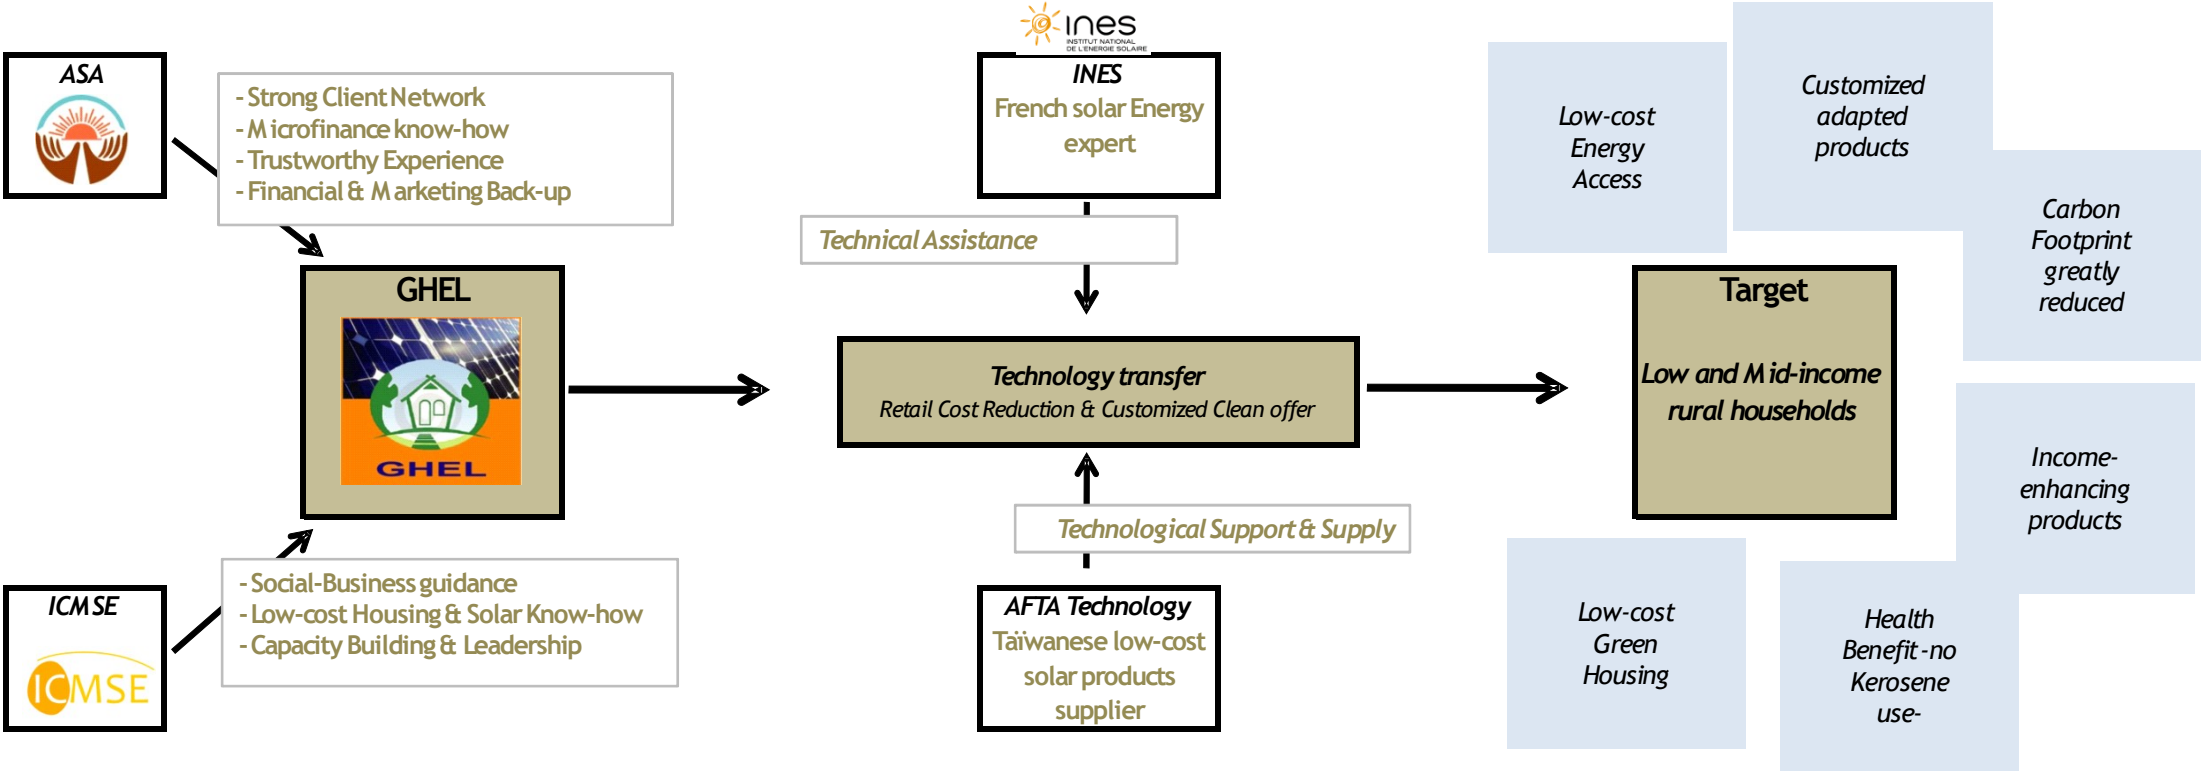 ASA
- Strong Client Network
- Microfinance know-how
- Trustworthy Experience
- Financial & Marketing Back-up
ines
INSTITUT NATIONAL
DE L'ENERGIE SOLAIRE
INES
French solar Energy
expert
Technical Assistance
GHEL
GHEL
Technology transfer
Retail Cost Reduction & Customized Clean offer
Technological Support & Supply
AFTA Technology
Taïwanese low-cost
solar products
supplier
ICMSE
ICMSE
- Social-Business guidance
- Low-cost Housing & Solar Know-how
- Capacity Building & Leadership
Target
Low and Mid-income
rural households
Low-cost
Energy
Access
Customized
adapted
products
Carbon
Footprint
greatly
reduced
Income-
enhancing
products
Health
Benefit -no
Kerosene
use-
Low-cost
Green
Housing